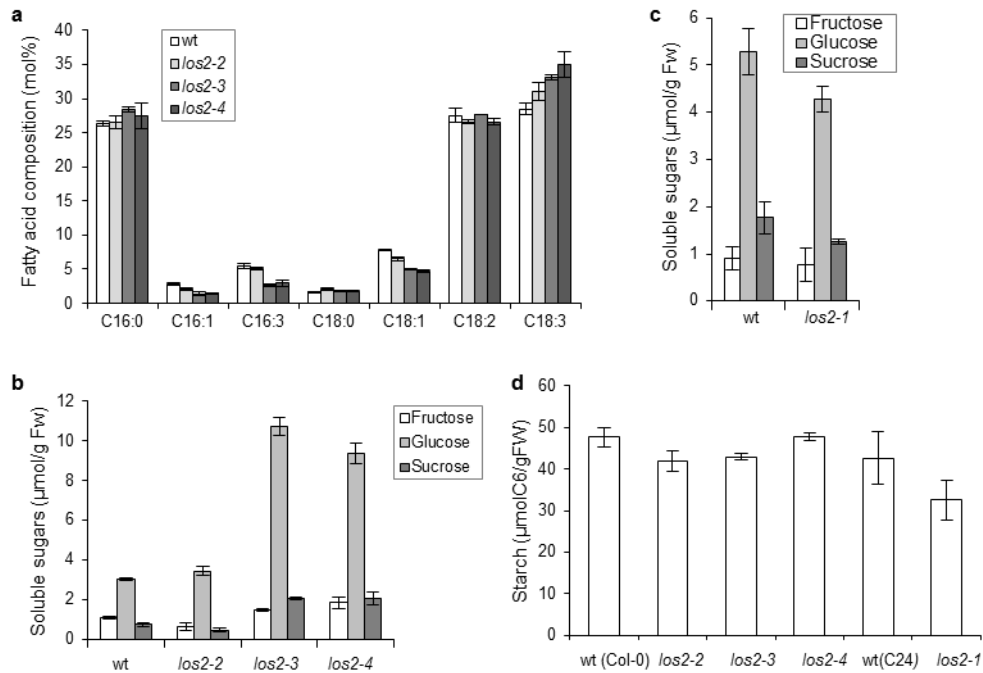 a
Fatty acid composition (mol%)
40
35
30
25
20
15
10
5
0
wt
los2-2
los2-3
los2-4
C16:0 C16:1 C16:3 C18:0 C18:1 C18:2 C18:3
c
Soluble sugars (µmol/g Fw)
6
5
4
3
2
1
0
Fructose
Glucose
Sucrose
wt los2-1
b
Soluble sugars (µmol/g Fw)
12
10
8
6
4
2
0
Fructose
Glucose
Sucrose
wt los2-2 los2-3 los2-4
d
Starch (µmolC6/gFW)
60
50
40
30
20
10
0
wt (Col-0) los2-2 los2-3 los2-4 wt(C24) los2-1